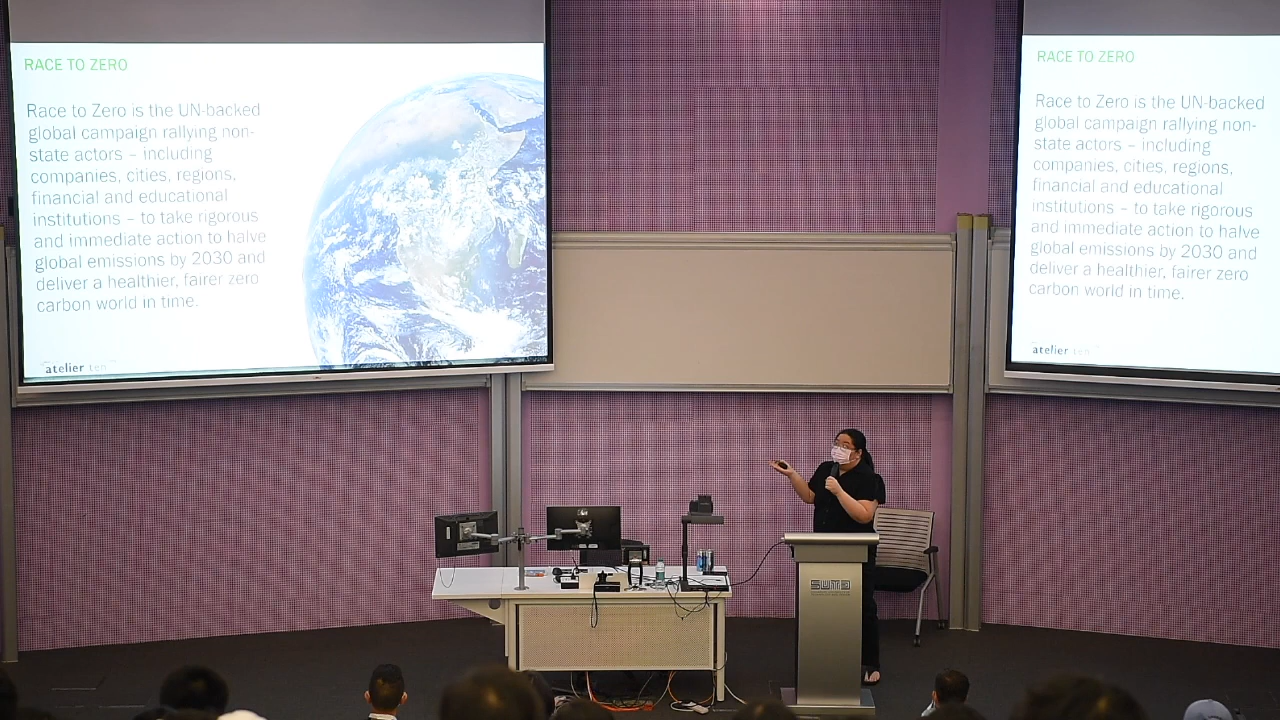 RACE TO ZERO
Race to Zero is the UN-backed
global campaign rallying non-
state actors – including
companies, cities, regions,
financial and educational
institutions – to take rigorous
and immediate action to halve
global emissions by 2030 and
deliver a healthier, fairer zero
carbon world in time.
atelier ten
RACE TO ZERO
Race to Zero is the UN-backed
global campaign rallying non-
state actors – including
companies, cities, regions,
financial and educational
institutions – to take rigorous
and immediate action to halve
global emissions by 2030 and
deliver a healthier, fairer zero
carbon world in time.
atelier ten
SUTD